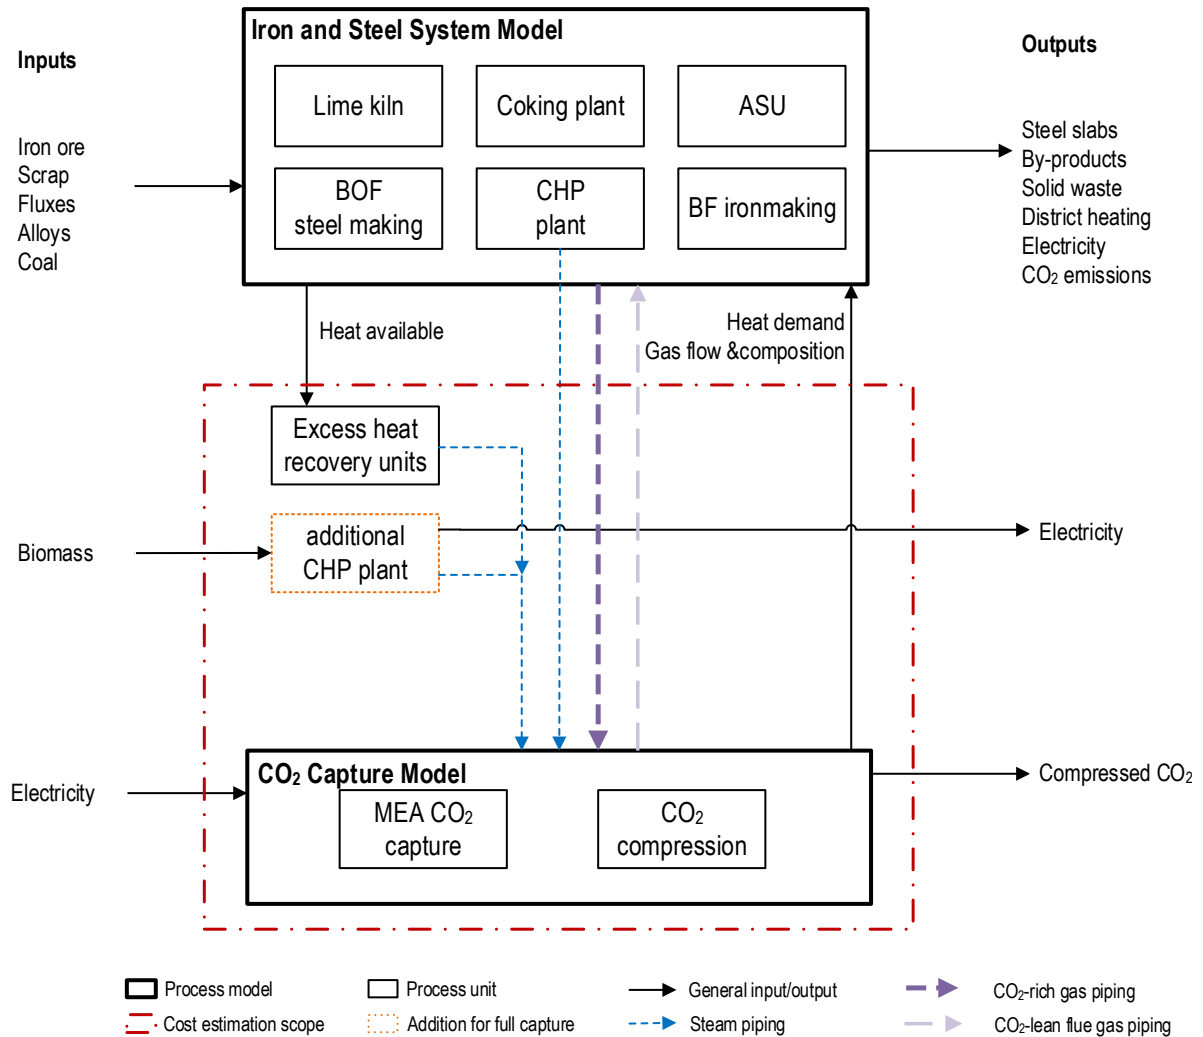 Iron and Steel System Model
Inputs
Outputs
Lime kiln
Coking plant
ASU
Iron ore
Scrap
Fluxes
Alloys
Coal
BOF
steel making
CHP
plant
BF ironmaking
Steel slabs
By-products
Solid waste
District heating
Electricity
CO₂ emissions
Heat available
Heat demand
Gas flow &composition
Excess heat
recovery units
Biomass
additional
CHP plant
Electricity
CO₂ Capture Model
Electricity
MEA CO₂
capture
CO₂
compression
Compressed CO₂
Process model
Process unit
General input/output
CO₂-rich gas piping
Cost estimation scope
Addition for full capture
Steam piping
CO₂-lean flue gas piping